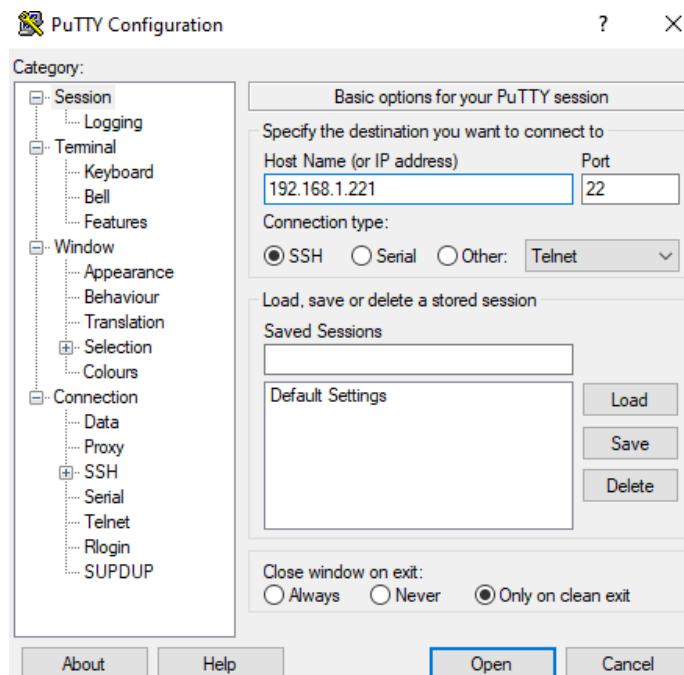 PuTTY Configuration
?
Category:
Session
Logging
Terminal
Keyboard
Bell
Features
Window
Appearance
Behaviour
Translation
Selection
Colours
Connection
Data
Proxy
SSH
Serial
Telnet
Rlogin
SUPDUP
Basic options for your PuTTY session
Specify the destination you want to connect to
Host Name (or IP address) Port
192.168.1.221 22
Connection type:
SSH Serial Other: Telnet
Load, save or delete a stored session
Saved Sessions
Default Settings
Load
Save
Delete
Close window on exit:
Always Never Only on clean exit
About Help Open Cancel